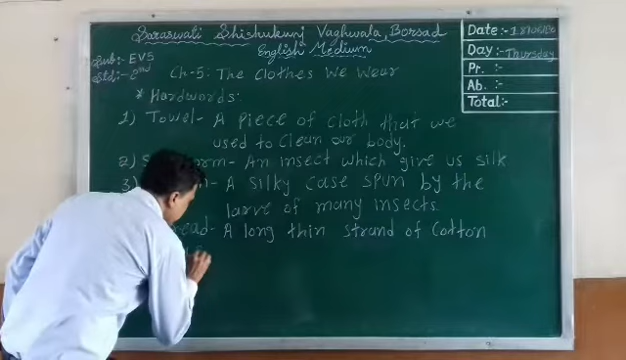 Saraswati Shishukunj Vaghwala, Borsad
English Medium
Sub:- EVS
Std:- 2nd
Date:-
Day:- Thursday
Pr.:-
Ab.:-
Total:-
Ch-5: The Clothes We Wear
* Hardwords:
1) Towel- A Piece of Cloth that we
used to Clean our body.
2) S rm- An insect which give us silk
3) n- A silky case spun by the
larve of many insects.
read- A long thin strand of Cotton